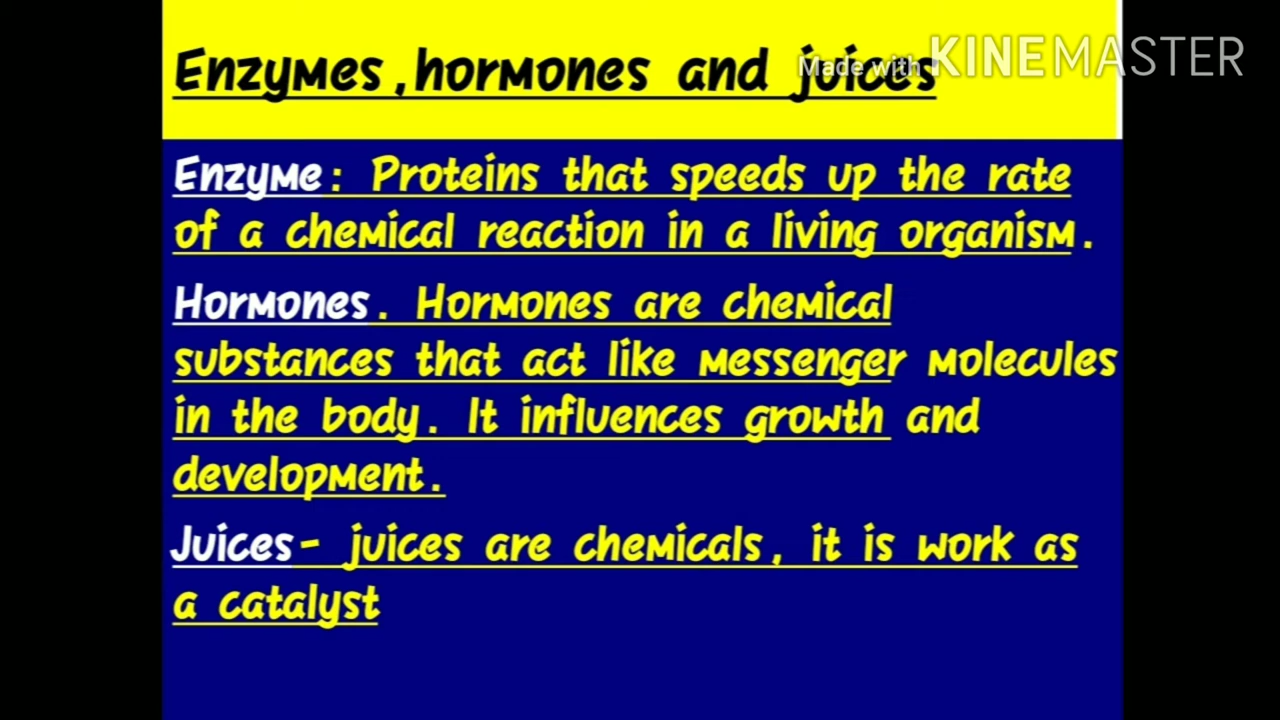 Enzymes, hormones and juices
Made with KINEMASTER
Enzyme: Proteins that speeds up the rate
of a chemical reaction in a living organism.
Hormones. Hormones are chemical
substances that act like messenger molecules
in the body. It influences growth and
development.
Juices- juices are chemicals, it is work as
a catalyst